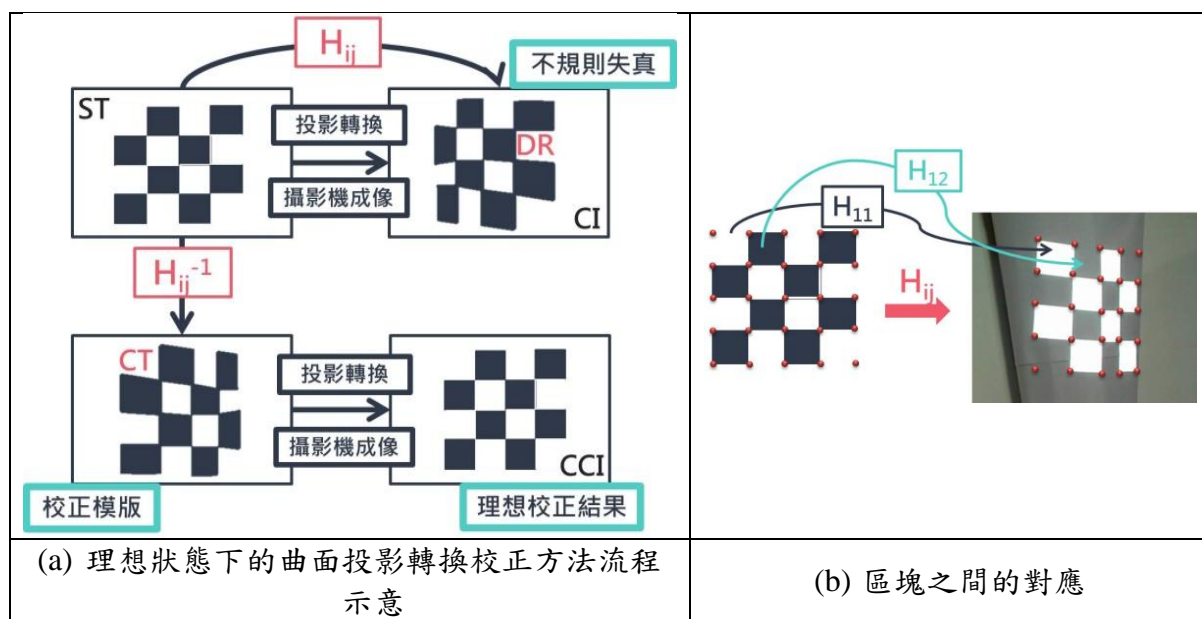 H_ij
不規則失真
ST
投影轉換
DR
攝影機成像
CI
H_ij^-1
CT
投影轉換
攝影機成像
CCI
校正模版
理想校正結果
(a) 理想狀態下的曲面投影轉換校正方法流程
示意
H_12
H_11
H_ij
(b) 區塊之間的對應